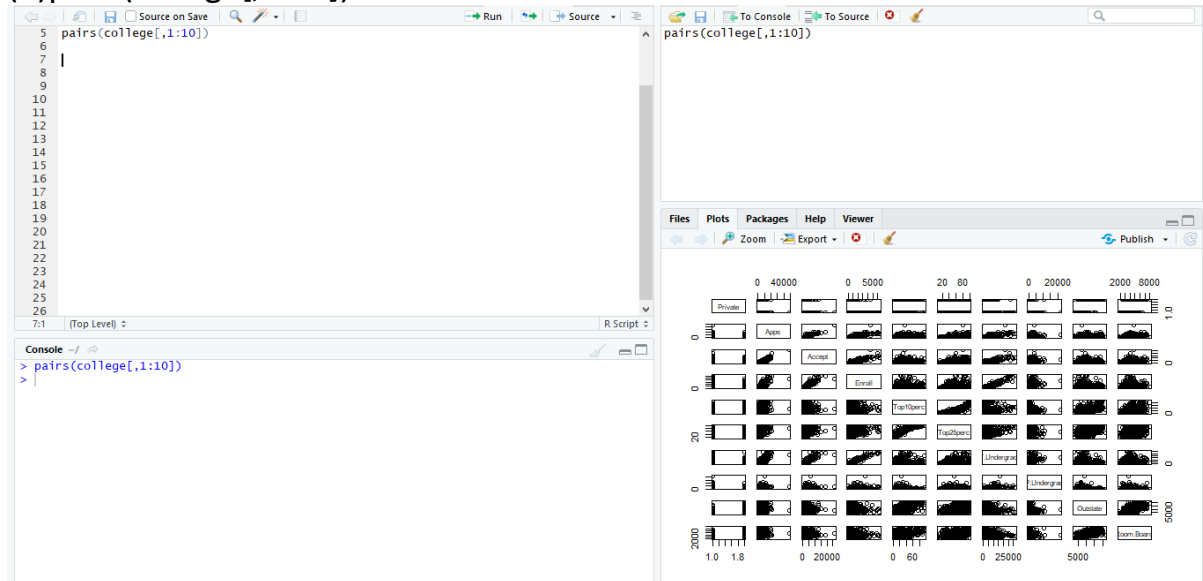 Source on Save
Run
Source
5 pairs(college[,1:10])
6
7
8
9
10
11
12
13
14
15
16
17
18
19
20
21
22
23
24
25
26
7:1 (Top Level) R Script
Console ~/
> pairs(college[,1:10])
>
To Console To Source
pairs(college[,1:10])
Files Plots Packages Help Viewer
Zoom Export Publish
0 40000 0 5000 20 80 0 20000 2000 8000
Private 1.0
0 Apps
Accept 0
0 Enroll
Top10perc 0
20 Top25perc
.Undergrad 0
0 P.Undergrad
Outstate 5000
2000 Room.Board
1.0 1.8 0 20000 0 60 0 25000 5000